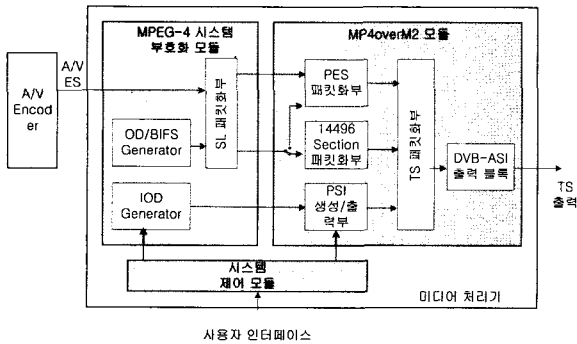 MPEG-4 시스템
부호화 모듈
MP4overM2 모듈
A/V
Encod
er
A/V
ES
SL 패킷화부
OD/BIFS
Generator
IOD
Generator
PES
패킷화부
14496
Section
패킷화부
PSI
생성/출
력부
TS 패킷화부
DVB-ASI
출력 블록
TS
출력
시스템
제어 모듈
미디어 처리기
사용자 인터페이스